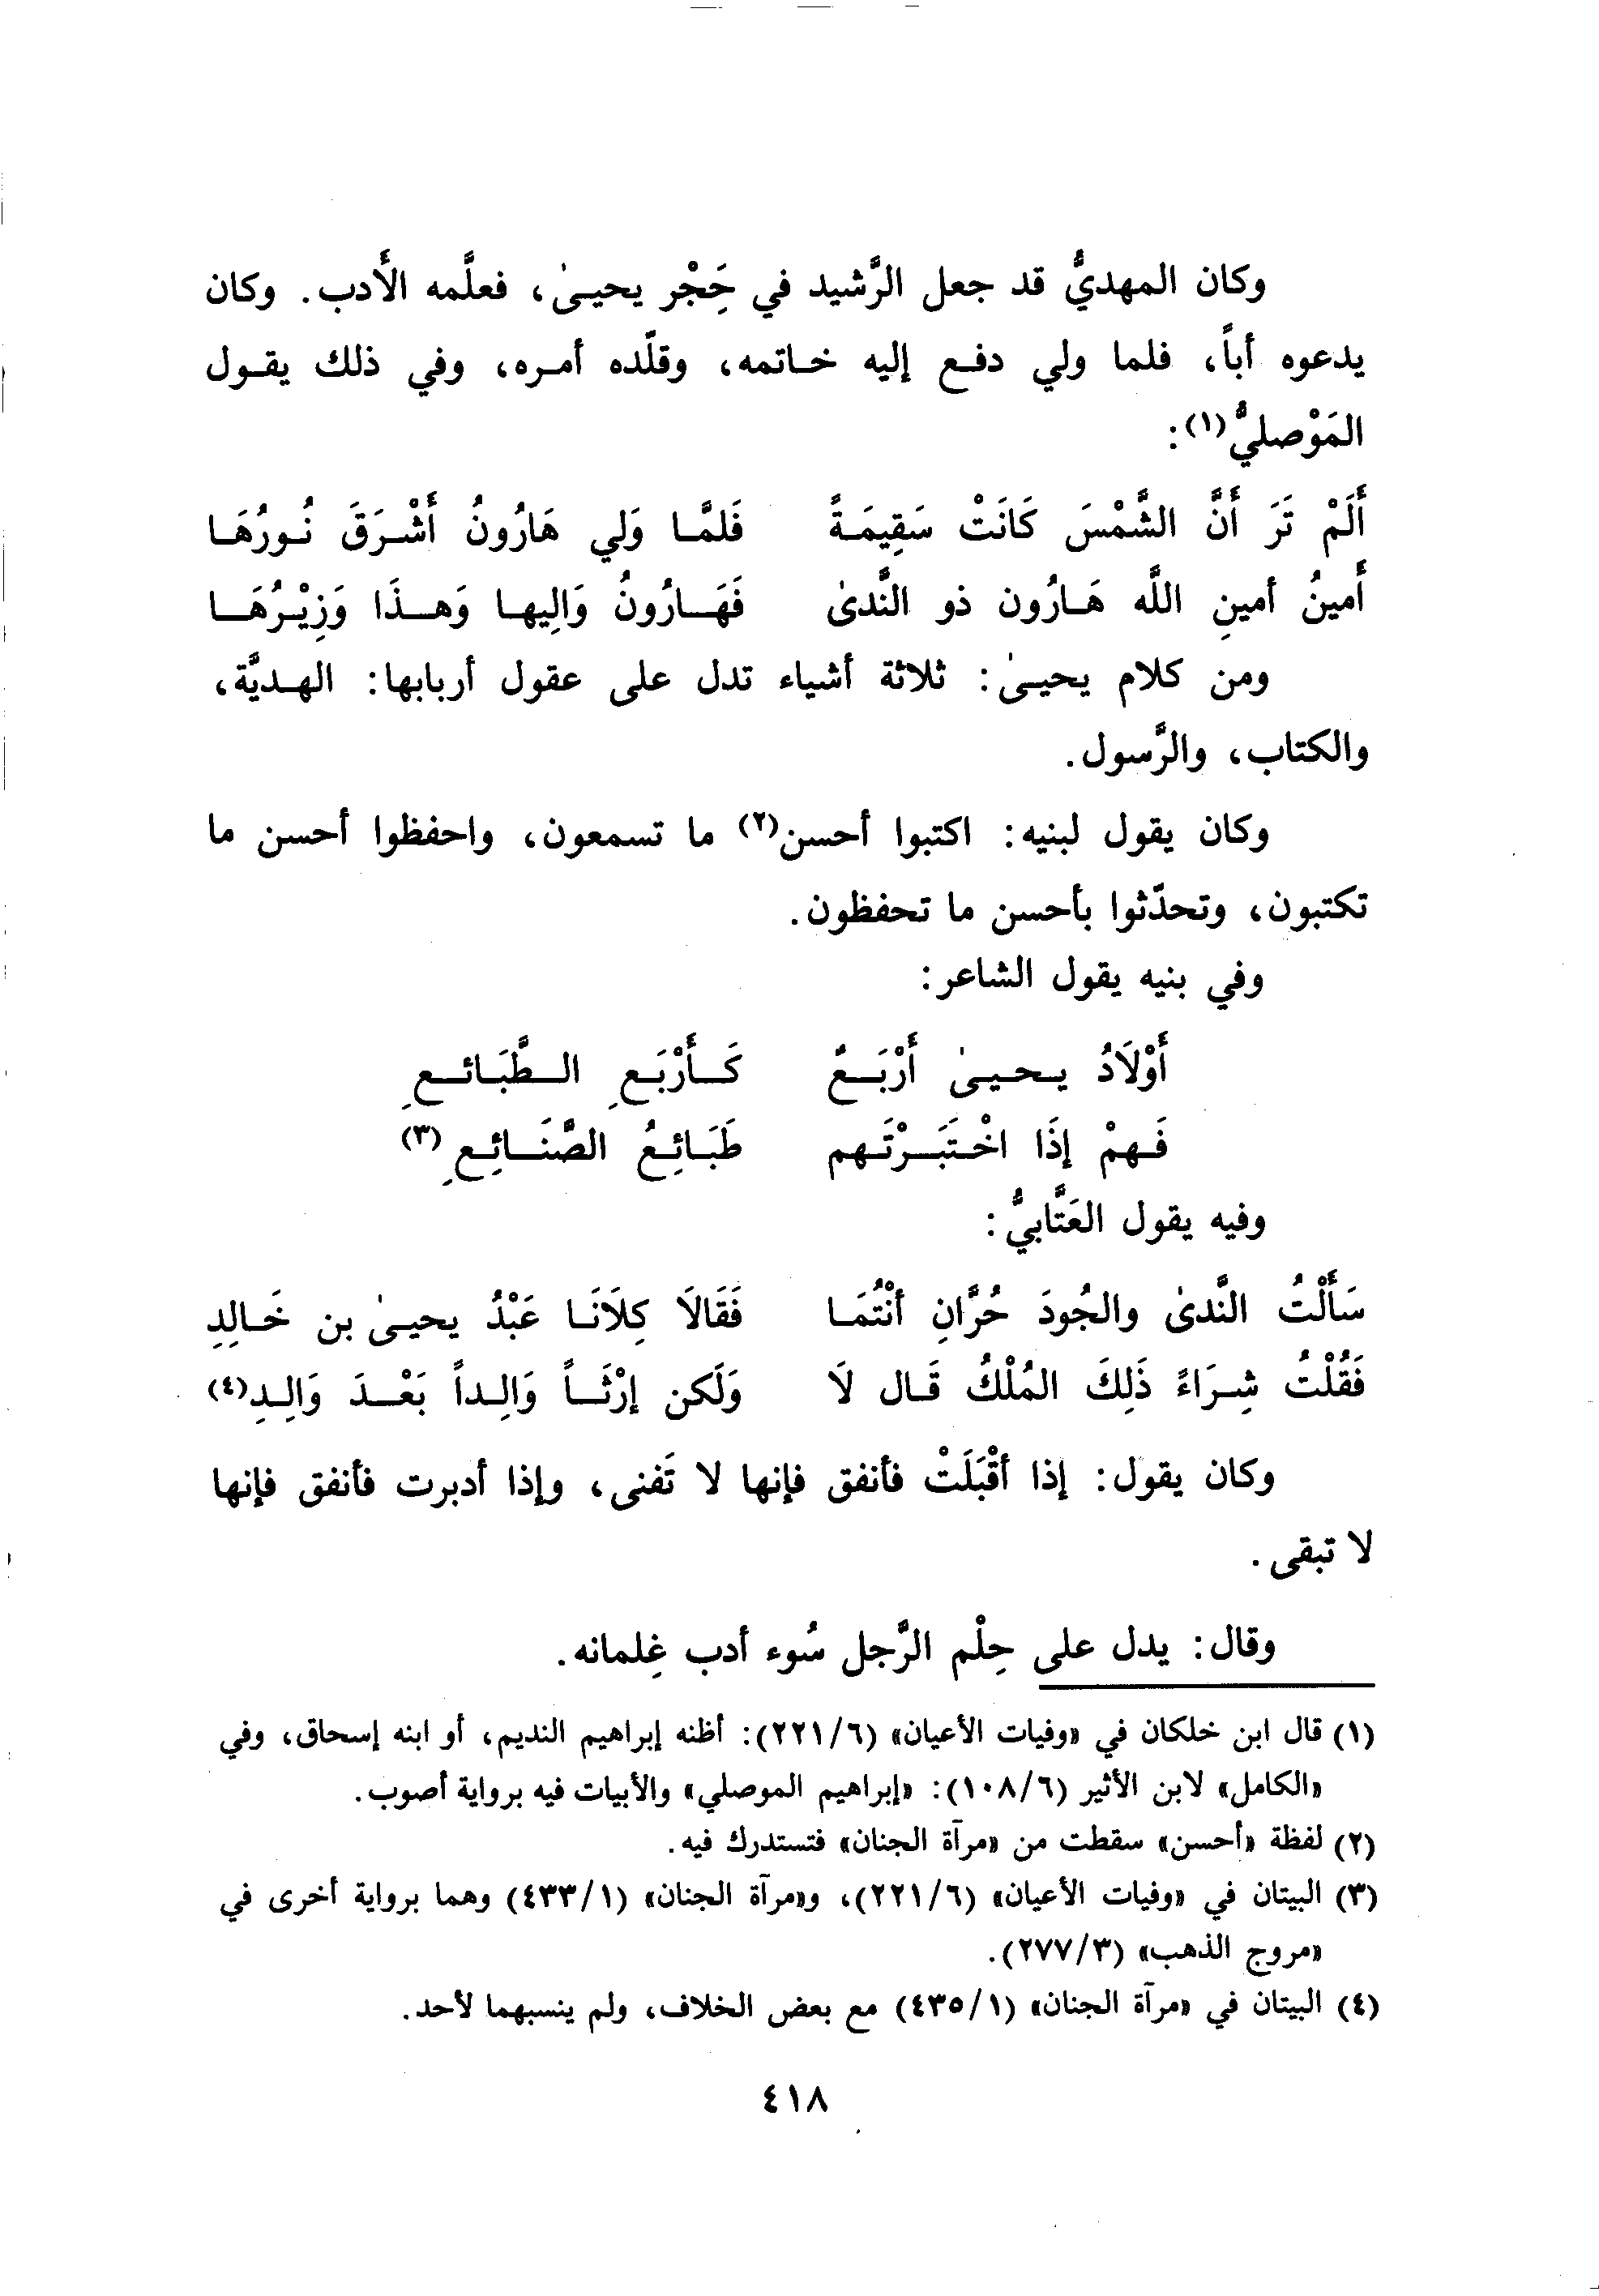 وكان المهديُّ قد جعل الرَّشيد في حَِجْر يحيىٰ، فعلَّمه الأَدب. وكان
يدعوه أباً، فلما ولي دفع إليه خاتمه، وقلّده أمره، وفي ذلك يقول
المَوْصليُّ(١):
أَلَمْ تَرَ أَنَّ الشَّمْسَ كَانَتْ سَقِيمَةً فَلمَّا وَلي هَارُونُ أَشْرَقَ نُورُهَا
أَمينُ أمينِ اللَّه هَارُون ذو النَّدىٰ فَهَارُونُ وَالِيها وَهذَا وَزِيْرُهَا
ومن كلام يحيىٰ: ثلاثة أشياء تدل على عقول أربابها: الهديَّة،
والكتاب، والرَّسول.
وكان يقول لبنيه: اكتبوا أحسن(٢) ما تسمعون، واحفظوا أحسن ما
تكتبون، وتحدّثوا بأحسن ما تحفظون.
وفي بنيه يقول الشاعر:
أَوْلَادُ يحيىٰ أَرْبَعٌ كَأَرْبَعِ الطَّبَائعِ
فَهمْ إِذَا اخْتَبَرْتَهم طَبَائِعُ الصَّنَائِعِ(٣)
وفيه يقول العَتَّابيُّ:
سَأَلْتُ النَّدىٰ والجُودَ حُرَّانِ أنْتُمَا فَقَالَا كِلَانَا عَبْدُ يحيىٰ بن خَالِدِ
فَقُلْتُ شِرَاءً ذَلِكَ المُلْكُ قَال لَا وَلَكن إرْثَاً وَالِداً بَعْدَ وَالِدِ(٤)
وكان يقول: إذا أقْبَلَتْ فأنفق فإنها لا تَفنى، وإذا أدبرت فأنفق فإنها
لا تبقى.
وقال: يدل على حِلْم الرَّجل سُوء أدب غِلمانه.
(١) قال ابن خلكان في «وفيات الأعيان» (٢٢١/٦): أظنه إبراهيم النديم، أو ابنه إسحاق، وفي
«الكامل» لابن الأثير (١٠٨/٦): «إبراهيم الموصلي» والأبيات فيه برواية أصوب.
(٢) لفظة «أحسن» سقطت من «مرآة الجنان» فتستدرك فيه.
(٣) البيتان في «وفيات الأعيان» (٢٢١/٦)، و«مرآة الجنان» (٤٣٣/١) وهما برواية أخرى في
«مروج الذهب» (٢٧٧/٣).
(٤) البيتان في «مرآة الجنان» (٤٣٥/١) مع بعض الخلاف، ولم ينسبهما لأحد.
٤١٨